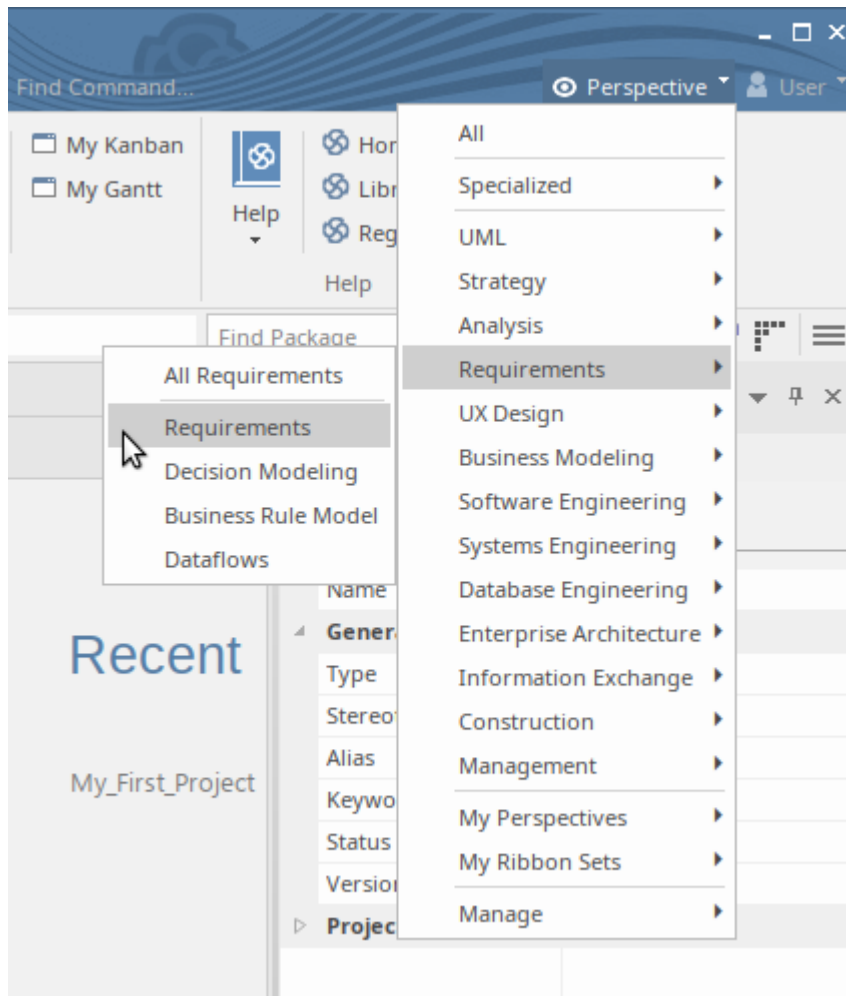 Find Command...
Perspective
User
My Kanban
My Gantt
Help
Help
All
Specialized
UML
Strategy
Analysis
Requirements
UX Design
Business Modeling
Software Engineering
Systems Engineering
Database Engineering
Enterprise Architecture
Information Exchange
Construction
Management
My Perspectives
My Ribbon Sets
Manage
Find Package
All Requirements
Requirements
Decision Modeling
Business Rule Model
Dataflows
Recent
My_First_Project
Name
Type
Alias
Status